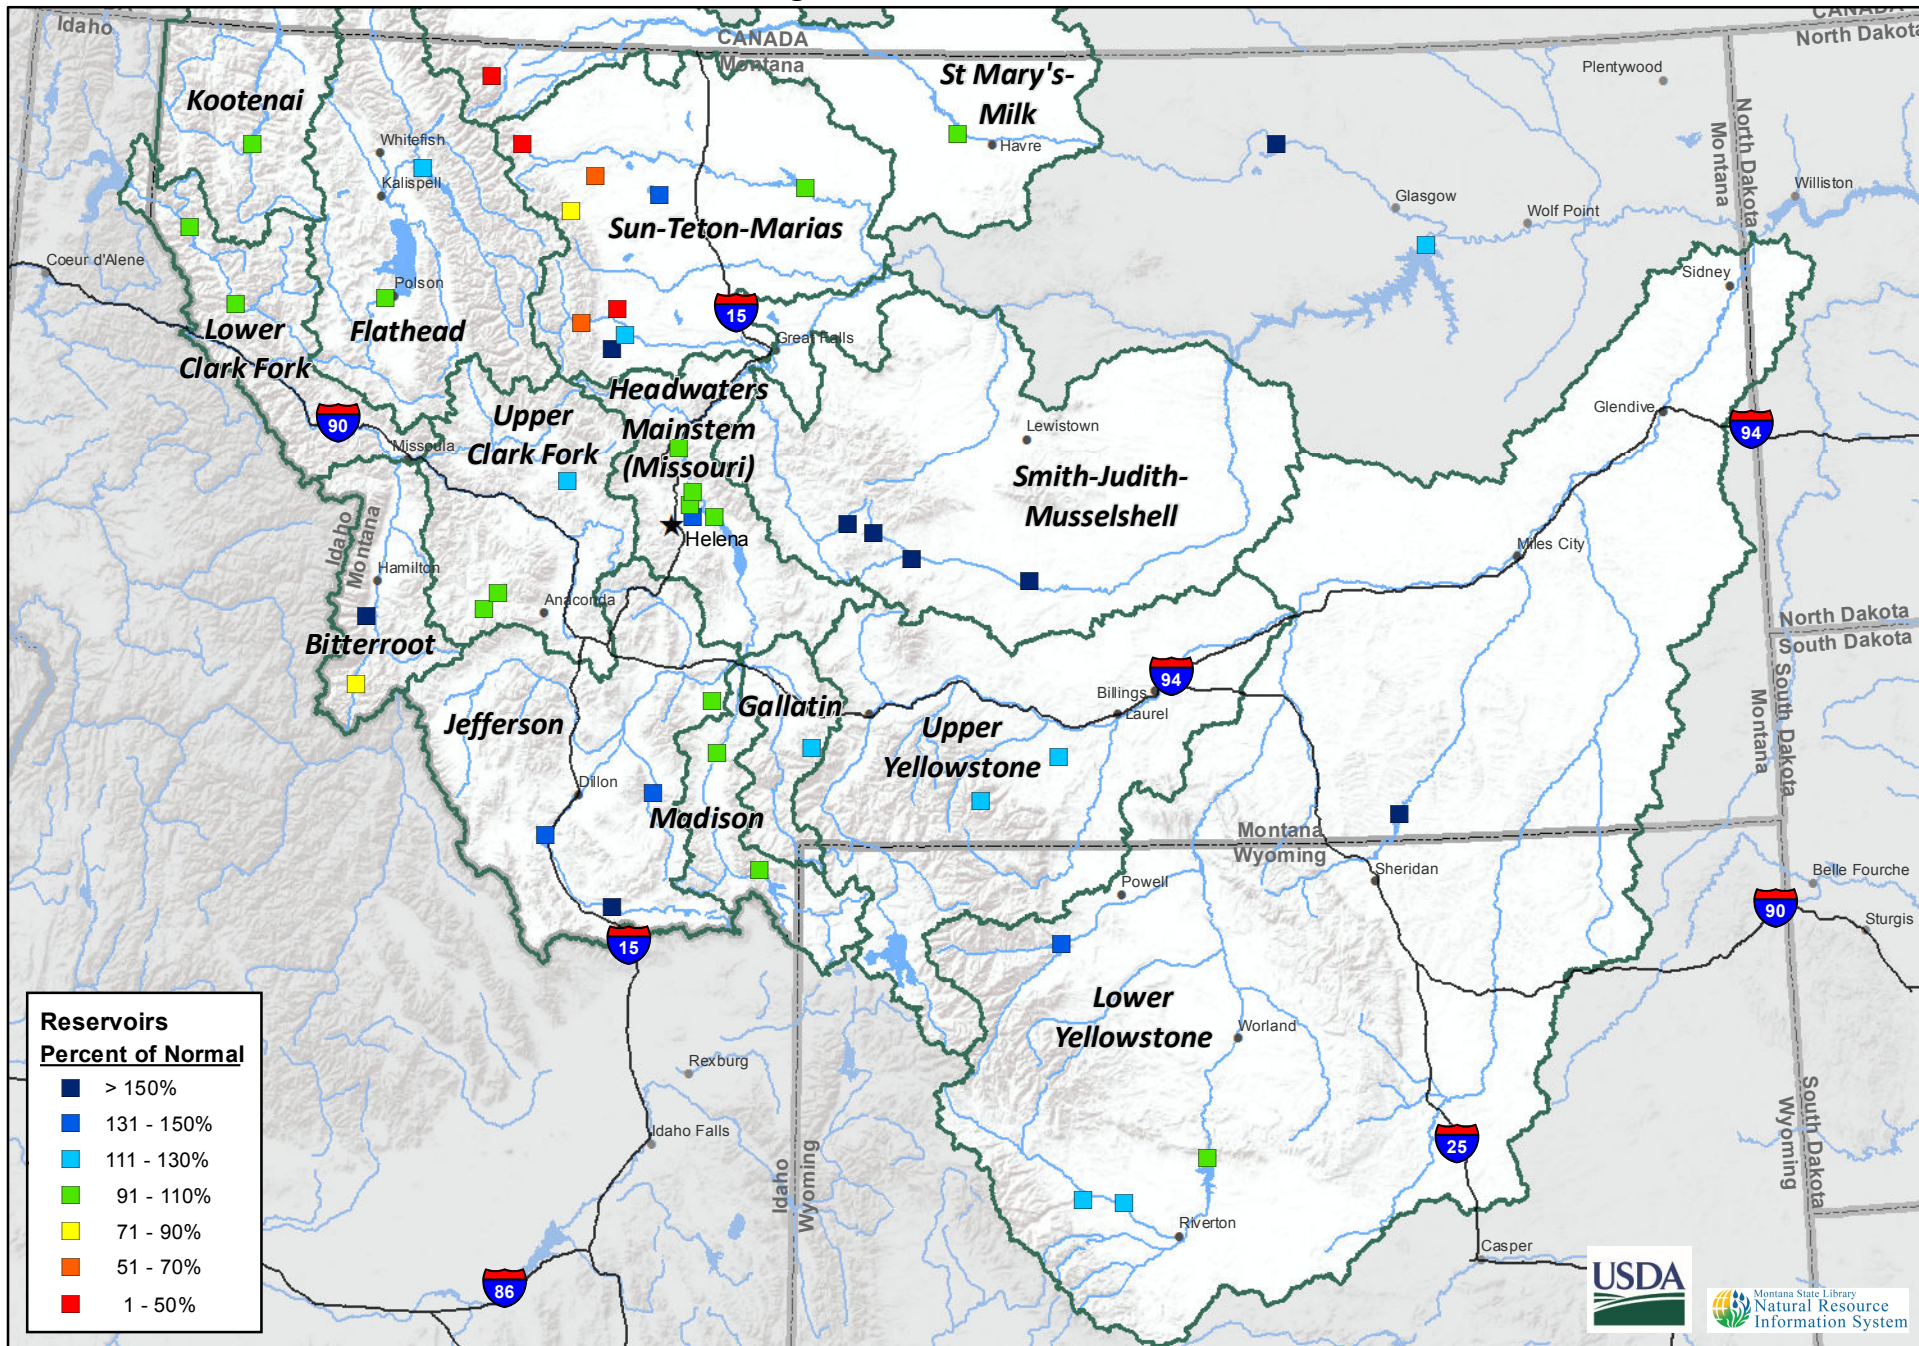 Idaho
CANADA
Montana
CANADA
North Dakota
Plentywood
St Mary's-
Milk
Kootenai
Whitefish
Kalispell
Havre
North Dakota
Montana
Williston
Glasgow
Wolf Point
Sun-Teton-Marias
Coeur d'Alene
Polson
Sidney
15
Lower
Clark Fork
Flathead
Great Falls
Headwaters
Mainstem
(Missouri)
Upper
Clark Fork
90
Missoula
Lewistown
Glendive
94
Smith-Judith-
Musselshell
Idaho
Montana
Helena
Miles City
Hamilton
Anaconda
Bitterroot
North Dakota
South Dakota
94
Billings
Laurel
Gallatin
Jefferson
Upper
Yellowstone
South Dakota
Montana
Dillon
Madison
Montana
Wyoming
Sheridan
Powell
Belle Fourche
90
Sturgis
15
Lower
Yellowstone
Worland
Reservoirs
Percent of Normal
> 150%
131 - 150%
111 - 130%
91 - 110%
71 - 90%
51 - 70%
1 - 50%
Rexburg
Idaho Falls
Idaho
Wyoming
25
South Dakota
Wyoming
Riverton
Casper
86
USDA
Montana State Library
Natural Resource
Information System